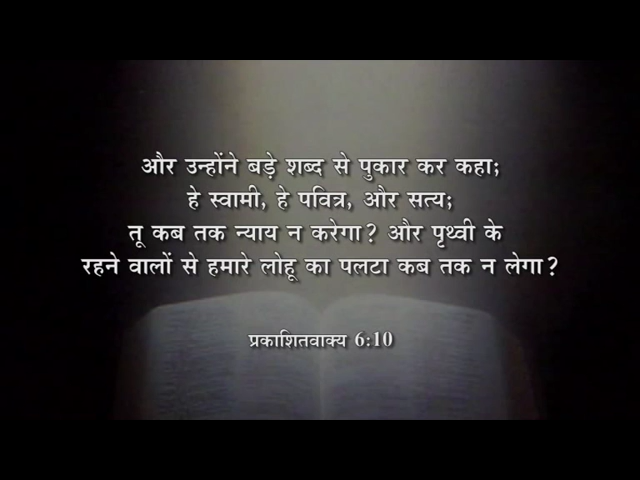 और उन्होंने बड़े शब्द से पुकार कर कहा;
हे स्वामी, हे पवित्र, और सत्य;
तू कब तक न्याय न करेगा? और पृथ्वी के
रहने वालों से हमारे लोहू का पलटा कब तक न लेगा?
प्रकाशितवाक्य 6:10